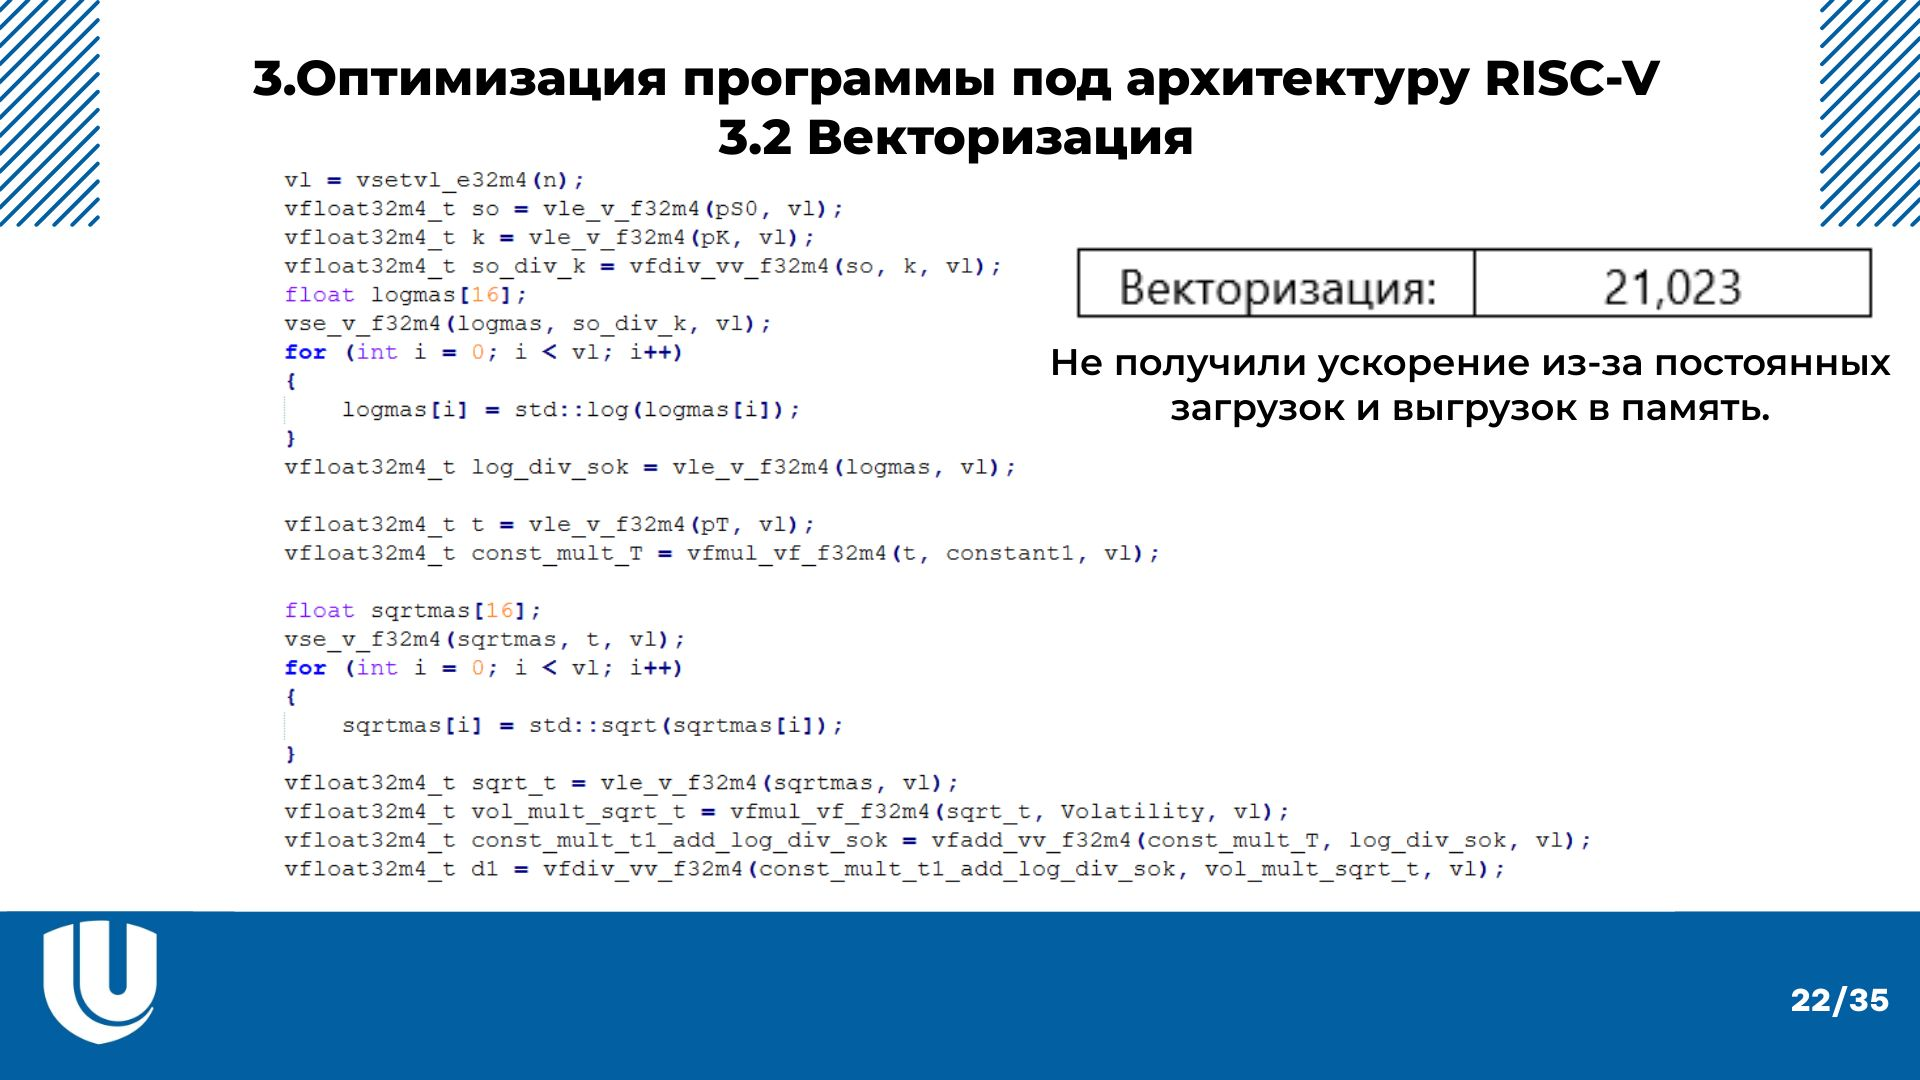 3.Оптимизация программы под архитектуру RISC-V
3.2 Векторизация
vl = vsetvl_e32m4(n);
vfloat32m4_t so = vle_v_f32m4(pS0, vl);
vfloat32m4_t k = vle_v_f32m4(pK, vl);
vfloat32m4_t so_div_k = vfdiv_vv_f32m4(so, k, vl);
float logmas[16];
vse_v_f32m4(logmas, so_div_k, vl);
for (int i = 0; i < vl; i++)
{
    logmas[i] = std::log(logmas[i]);
}
vfloat32m4_t log_div_sok = vle_v_f32m4(logmas, vl);
vfloat32m4_t t = vle_v_f32m4(pT, vl);
vfloat32m4_t const_mult_T = vfmul_vf_f32m4(t, constant1, vl);
float sqrtmas[16];
vse_v_f32m4(sqrtmas, t, vl);
for (int i = 0; i < vl; i++)
{
    sqrtmas[i] = std::sqrt(sqrtmas[i]);
}
vfloat32m4_t sqrt_t = vle_v_f32m4(sqrtmas, vl);
vfloat32m4_t vol_mult_sqrt_t = vfmul_vf_f32m4(sqrt_t, Volatility, vl);
vfloat32m4_t const_mult_t1_add_log_div_sok = vfadd_vv_f32m4(const_mult_T, log_div_sok, vl);
vfloat32m4_t d1 = vfdiv_vv_f32m4(const_mult_t1_add_log_div_sok, vol_mult_sqrt_t, vl);
Векторизация: 21,023
Не получили ускорение из-за постоянных
загрузок и выгрузок в память.
22/35